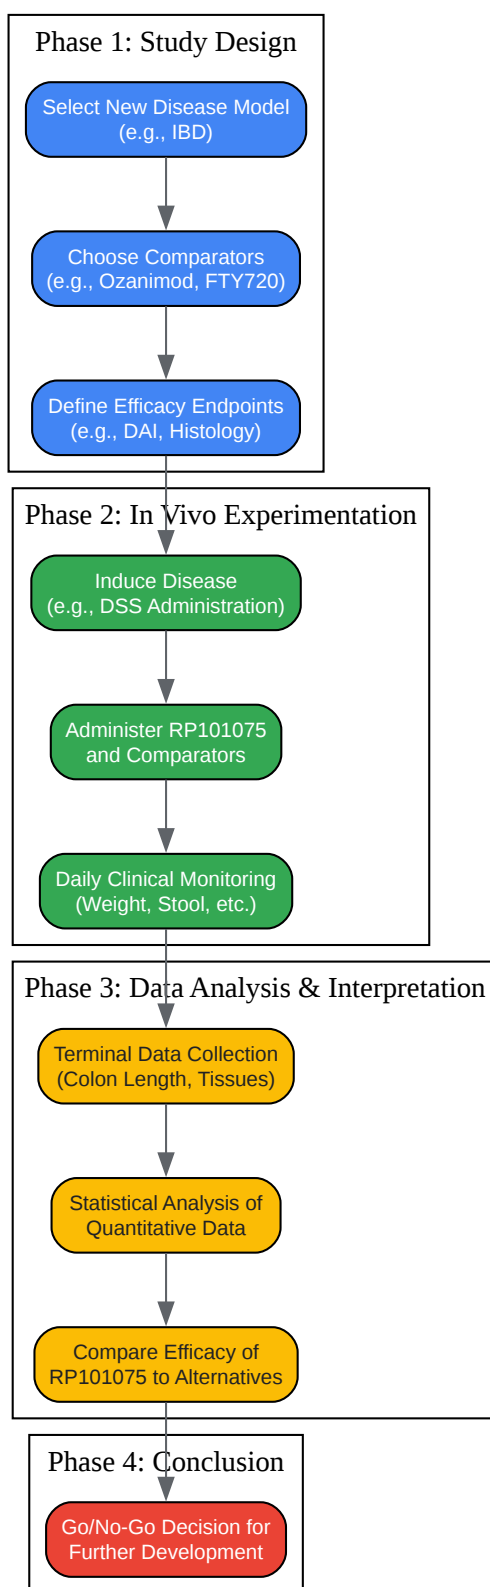 Phase 1: Study Design
Select New Disease Model
(e.g., IBD)
Choose Comparators
(e.g., Ozanimod, FTY720)
Define Efficacy Endpoints
(e.g., DAI, Histology)
Phase 2: In Vivo Experimentation
Induce Disease
(e.g., DSS Administration)
Administer RP101075
and Comparators
Daily Clinical Monitoring
(Weight, Stool, etc.)
Phase 3: Data Analysis & Interpretation
Terminal Data Collection
(Colon Length, Tissues)
Statistical Analysis of
Quantitative Data
Compare Efficacy of
RP101075 to Alternatives
Phase 4: Conclusion
Go/No-Go Decision for
Further Development